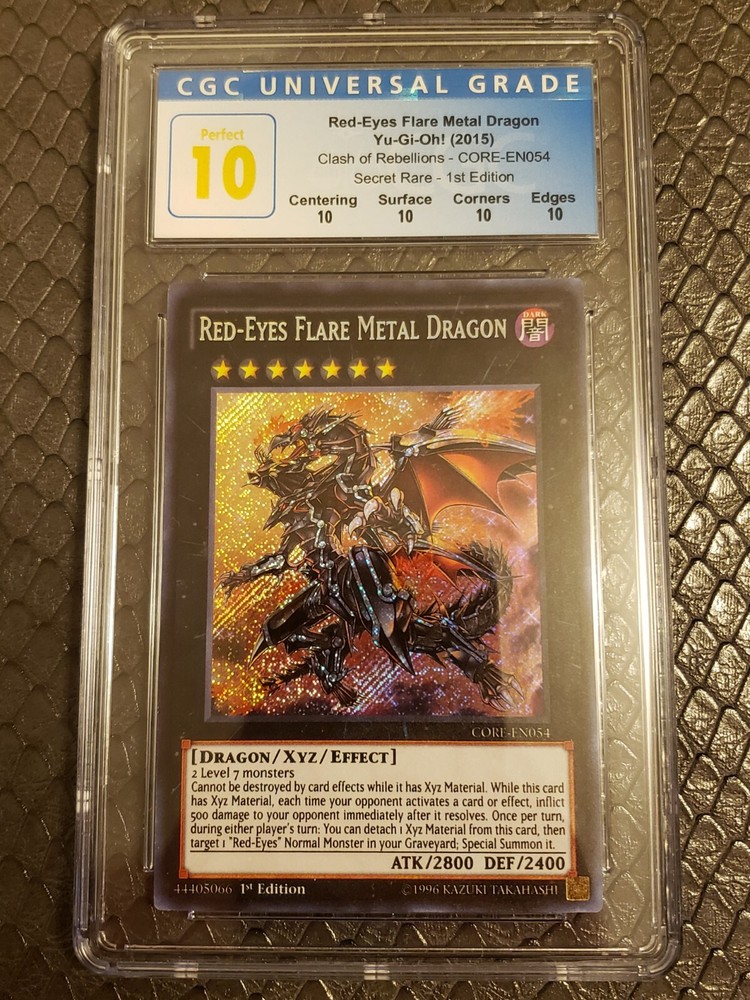 CGC UNIVERSAL GRADE
Perfect
10
Red-Eyes Flare Metal Dragon
Yu-Gi-Oh! (2015)
Clash of Rebellions - CORE-EN054
Secret Rare - 1st Edition
Centering Surface Corners Edges
10 10 10 10
RED-EYES FLARE METAL DRAGON
DARK
闇
CORE-EN054
[DRAGON/XYZ/EFFECT]
2 Level 7 monsters
Cannot be destroyed by card effects while it has Xyz Material. While this card
has Xyz Material, each time your opponent activates a card or effect, inflict
500 damage to your opponent immediately after it resolves. Once per turn,
during either player's turn: You can detach 1 Xyz Material from this card, then
target 1 "Red-Eyes" Normal Monster in your Graveyard; Special Summon it.
ATK/2800 DEF/2400
44405066 1st Edition ©1996 KAZUKI TAKAHASHI